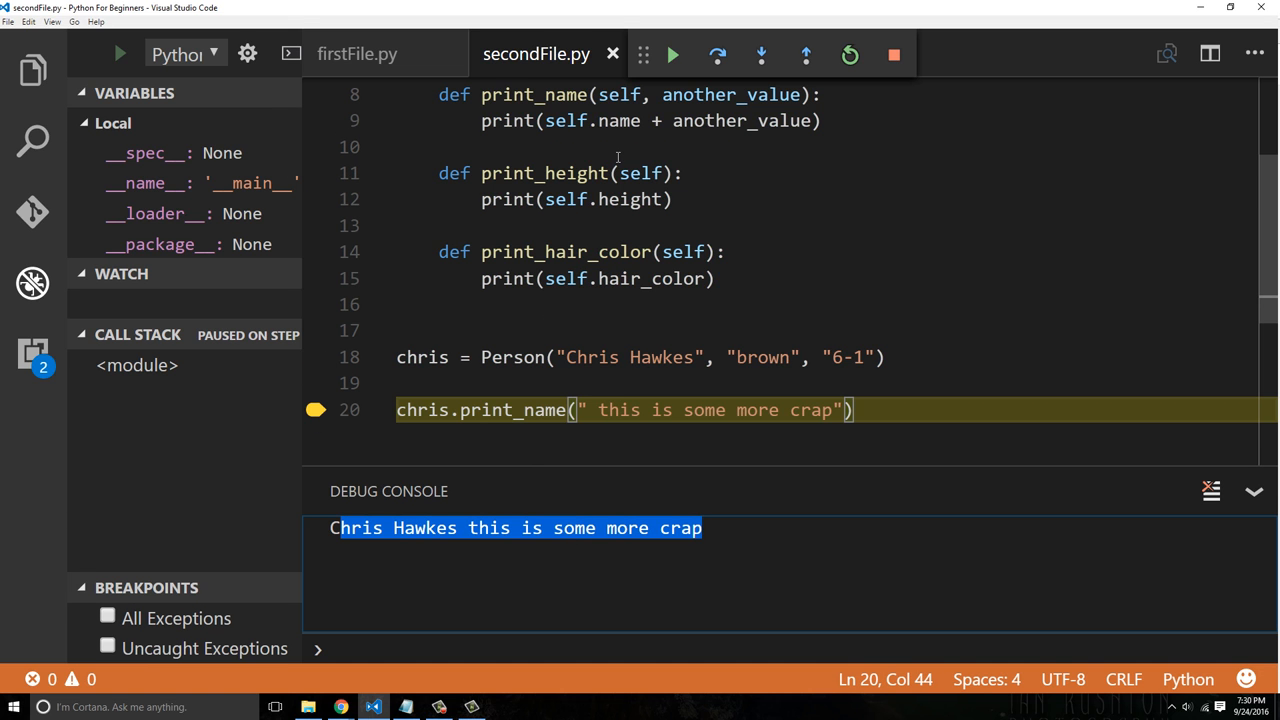 secondFile.py - Python For Beginners - Visual Studio Code
File Edit View Go Help
Python
firstFile.py
secondFile.py
VARIABLES
Local
__spec__: None
__name__: '__main__'
__loader__: None
__package__: None
WATCH
CALL STACK PAUSED ON STEP
<module>
2
BREAKPOINTS
All Exceptions
Uncaught Exceptions
8 def print_name(self, another_value):
9 print(self.name + another_value)
10
11 def print_height(self):
12 print(self.height)
13
14 def print_hair_color(self):
15 print(self.hair_color)
16
17
18 chris = Person("Chris Hawkes", "brown", "6-1")
19
20 chris.print_name(" this is some more crap")
DEBUG CONSOLE
Chris Hawkes this is some more crap
0 0
Ln 20, Col 44 Spaces: 4 UTF-8 CRLF Python
I'm Cortana. Ask me anything.
7:30 PM
9/24/2016